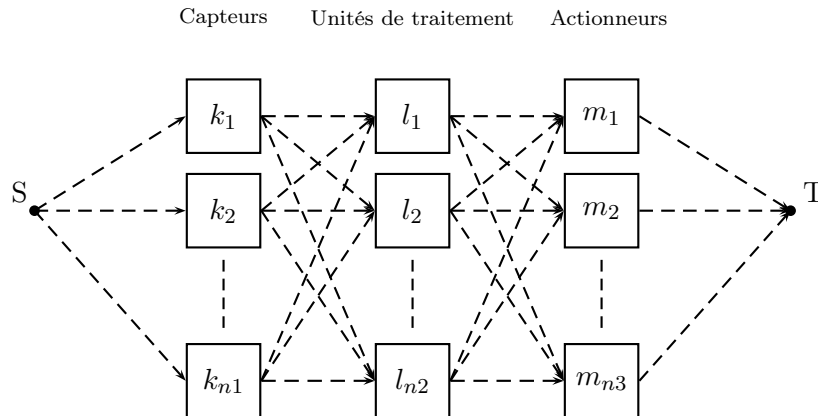 Capteurs Unités de traitement Actionneurs
k1 l1 m1
S T
k2 l2 m2
kn1 ln2 mn3